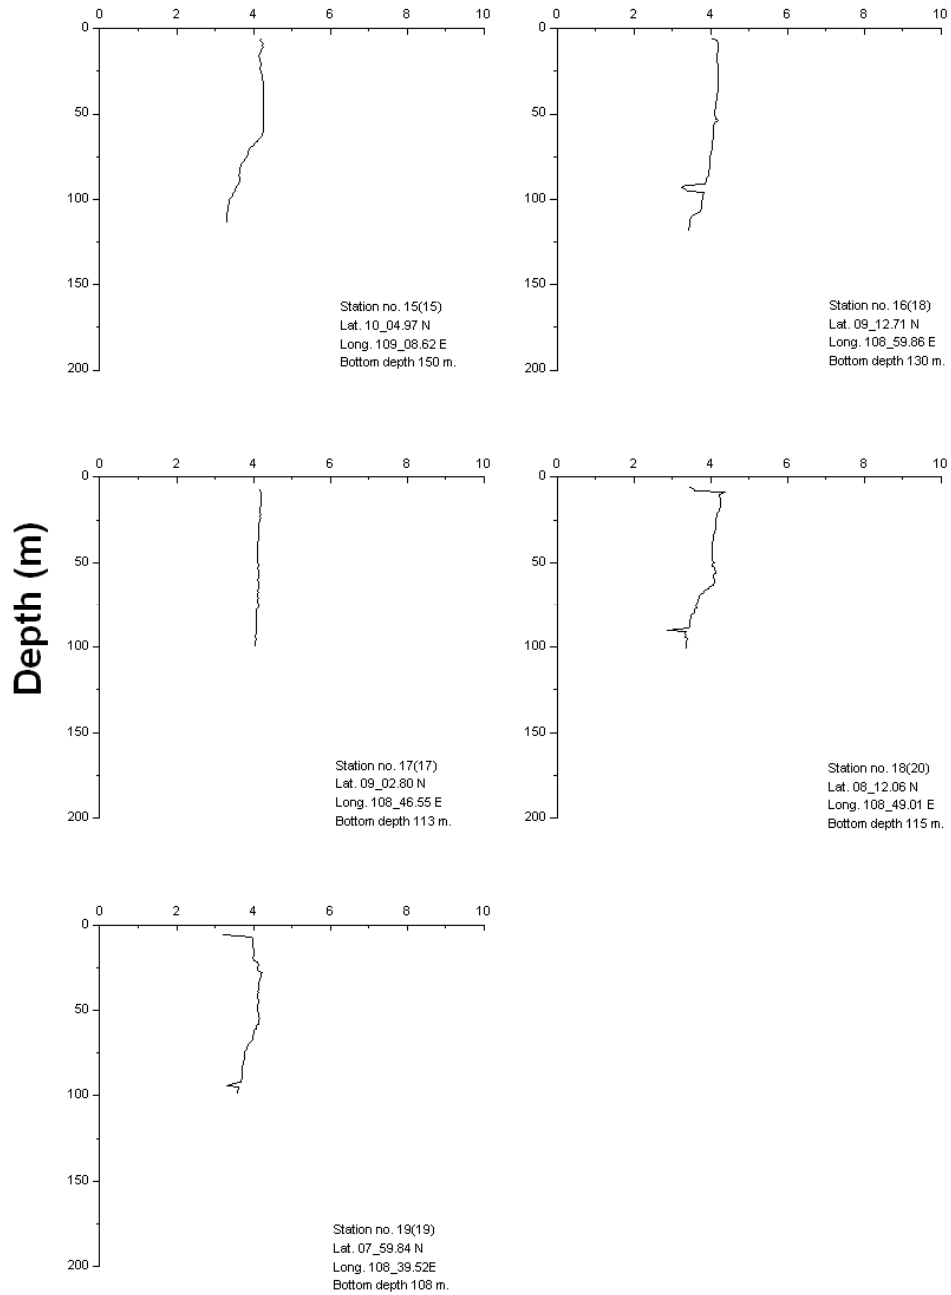 0 2 4 6 8 10
0
50
100
150
200
Station no. 15(15)
Lat. 10_04.97 N
Long. 109_08.62 E
Bottom depth 150 m.
0 2 4 6 8 10
0
50
100
150
200
Station no. 16(18)
Lat. 09_12.71 N
Long. 108_59.86 E
Bottom depth 130 m.
Depth (m)
0 2 4 6 8 10
0
50
100
150
200
Station no. 17(17)
Lat. 09_02.80 N
Long. 108_46.55 E
Bottom depth 113 m.
0 2 4 6 8 10
0
50
100
150
200
Station no. 18(20)
Lat. 08_12.06 N
Long. 108_49.01 E
Bottom depth 115 m.
0 2 4 6 8 10
0
50
100
150
200
Station no. 19(19)
Lat. 07_59.84 N
Long. 108_39.52E
Bottom depth 108 m.